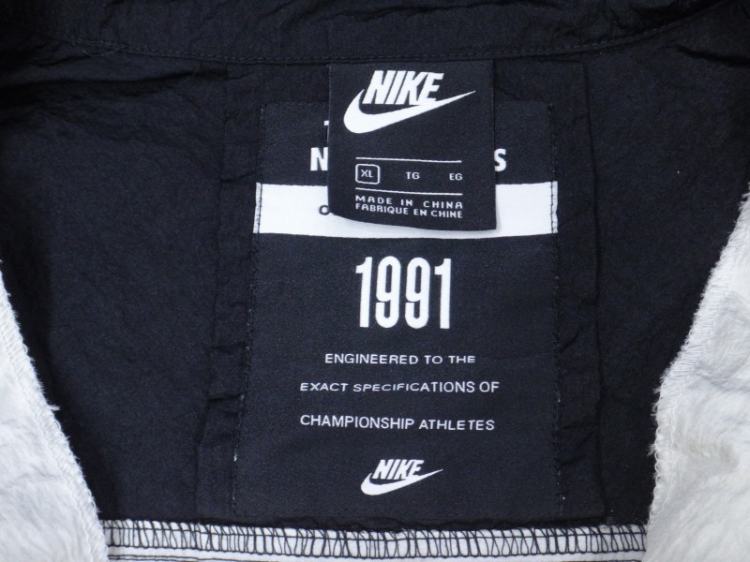 NIKE
XL TG EG
MADE IN CHINA
FABRIQUE EN CHINE
1991
ENGINEERED TO THE
EXACT SPECIFICATIONS OF
CHAMPIONSHIP ATHLETES
NIKE